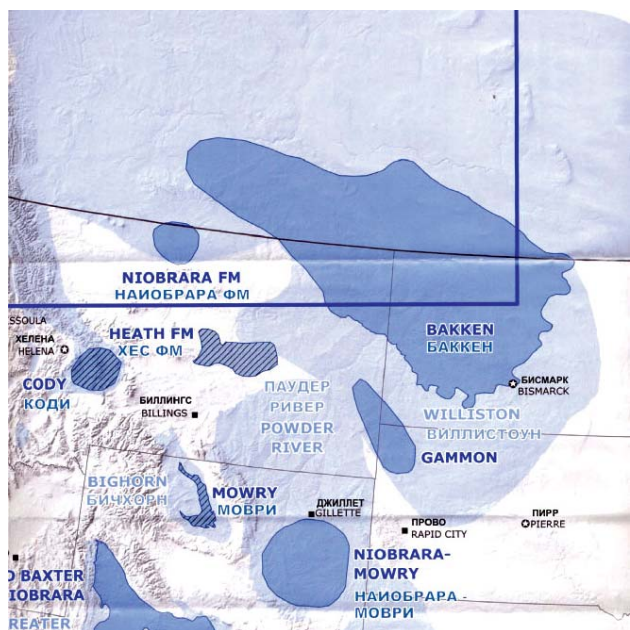 NIOBRARA FM
НАИОБРАРА ФМ
SSOULA
ХЕЛЕНА
HELENA
HEATH FM
ХЕС ФМ
BAKKEN
БАККЕН
CODY
КОДИ
БИЛЛИНГС
BILLINGS
ПАУДЕР
РИВЕР
POWDER
RIVER
БИСМАРК
BISMARCK
WILLISTON
ВИЛЛИСТОУН
GAMMON
BIGHORN
БИЧХОРН
MOWRY
МОВРИ
ДЖИЛЛЕТ
GILLETTE
ПРОВО
RAPID CITY
ПИРР
PIERRE
NIOBRARA-
MOWRY
НАИОБРАРА -
МОВРИ
O BAXTER
IOBRARA
REATER